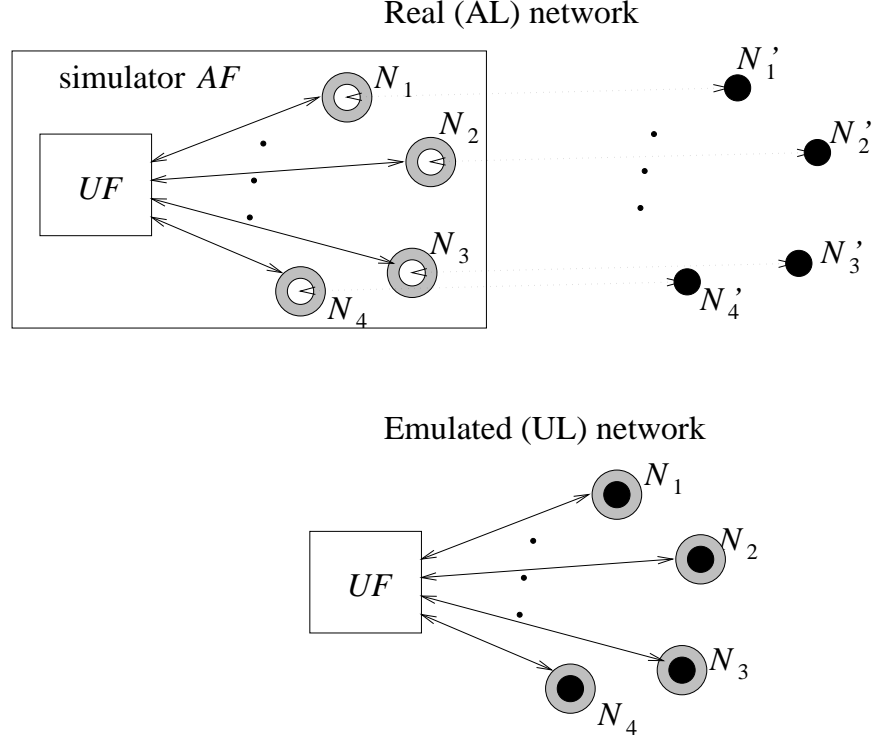 Real (AL) network
simulator AF
N1
N1'
N2
N2'
UF
N3
N3'
N4
N4'
Emulated (UL) network
N1
N2
UF
N3
N4